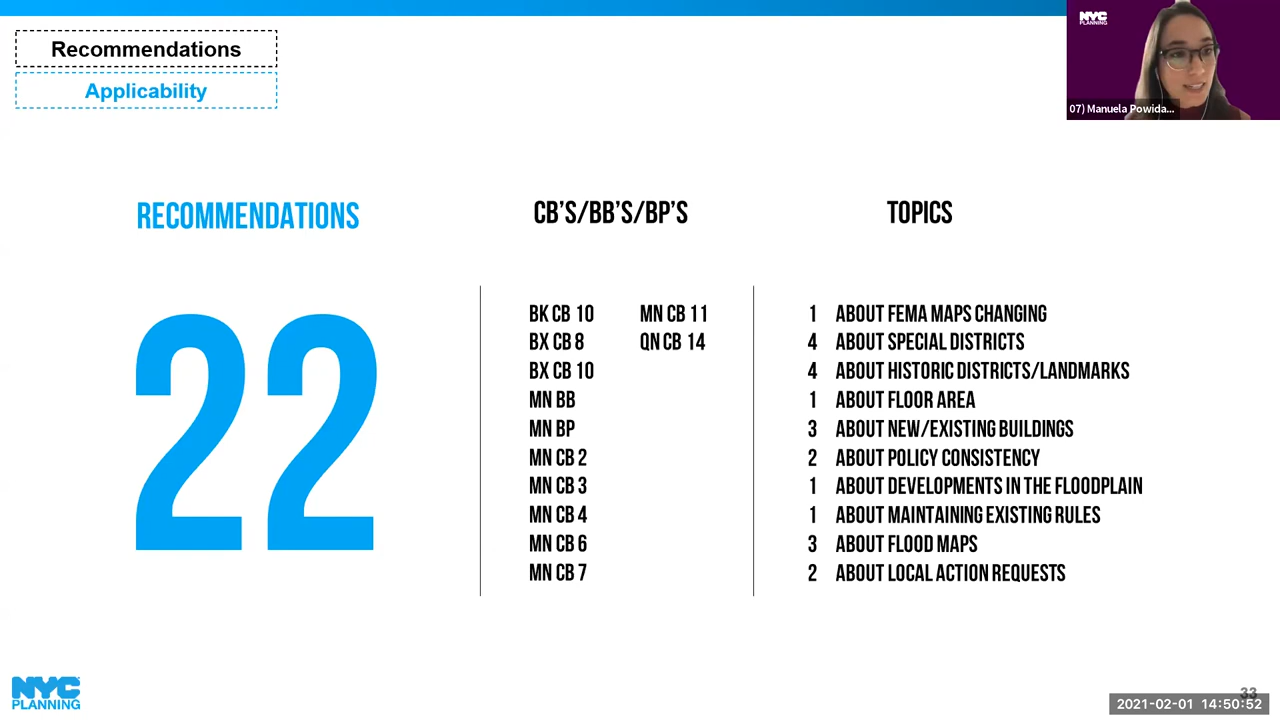 Recommendations
Applicability
NYC
PLANNING
07) Manuela Powida...
RECOMMENDATIONS
CB'S/BB'S/BP'S
TOPICS
22
BK CB 10
BX CB 8
BX CB 10
MN BB
MN BP
MN CB 2
MN CB 3
MN CB 4
MN CB 6
MN CB 7
MN CB 11
QN CB 14
1 ABOUT FEMA MAPS CHANGING
4 ABOUT SPECIAL DISTRICTS
4 ABOUT HISTORIC DISTRICTS/LANDMARKS
1 ABOUT FLOOR AREA
3 ABOUT NEW/EXISTING BUILDINGS
2 ABOUT POLICY CONSISTENCY
1 ABOUT DEVELOPMENTS IN THE FLOODPLAIN
1 ABOUT MAINTAINING EXISTING RULES
3 ABOUT FLOOD MAPS
2 ABOUT LOCAL ACTION REQUESTS
NYC
PLANNING
33
2021-02-01 14:50:52